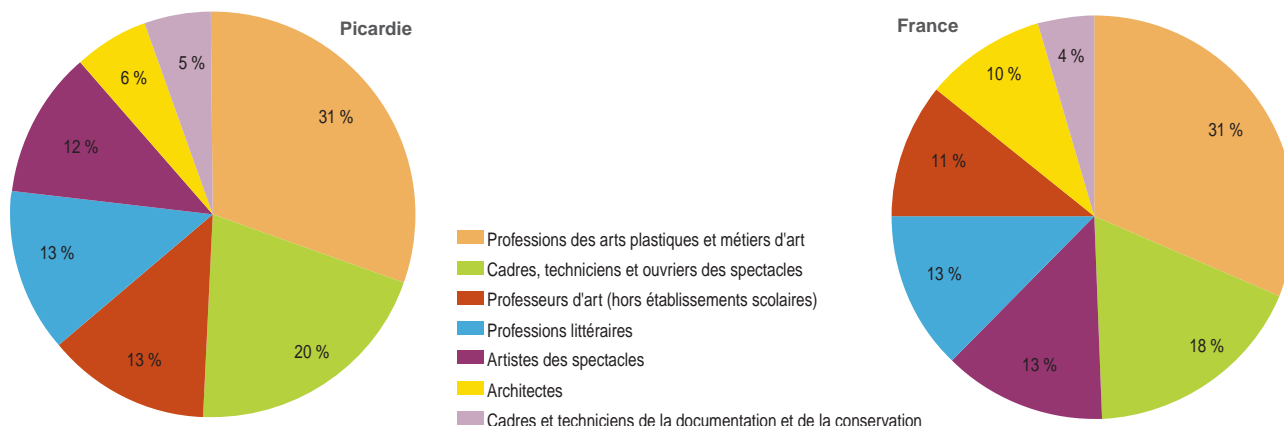 Picardie
5 %
6 %
31 %
12 %
13 %
13 %
20 %
Professions des arts plastiques et métiers d'art
Cadres, techniciens et ouvriers des spectacles
Professeurs d'art (hors établissements scolaires)
Professions littéraires
Artistes des spectacles
Architectes
Cadres et techniciens de la documentation et de la conservation
France
4 %
10 %
31 %
11 %
13 %
13 %
18 %